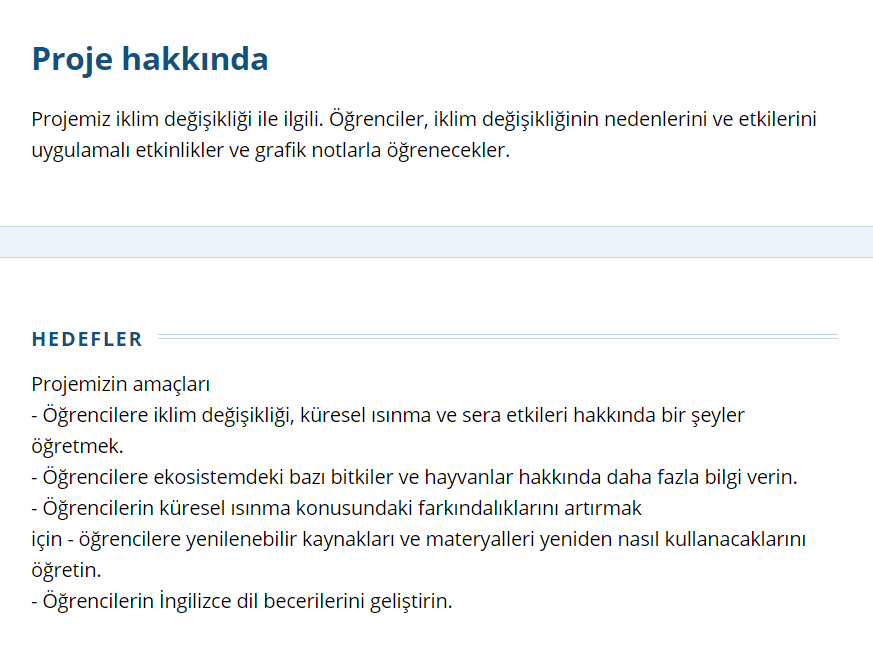 Proje hakkında
Projemiz iklim değişikliği ile ilgili. Öğrenciler, iklim değişikliğinin nedenlerini ve etkilerini
uygulamalı etkinlikler ve grafik notlarla öğrenecekler.
HEDEFLER
Projemizin amaçları
- Öğrencilere iklim değişikliği, küresel ısınma ve sera etkileri hakkında bir şeyler
öğretmek.
- Öğrencilere ekosistemdeki bazı bitkiler ve hayvanlar hakkında daha fazla bilgi verin.
- Öğrencilerin küresel ısınma konusundaki farkındalıklarını artırmak
için - öğrencilere yenilenebilir kaynakları ve materyalleri yeniden nasıl kullanacaklarını
öğretin.
- Öğrencilerin İngilizce dil becerilerini geliştirin.